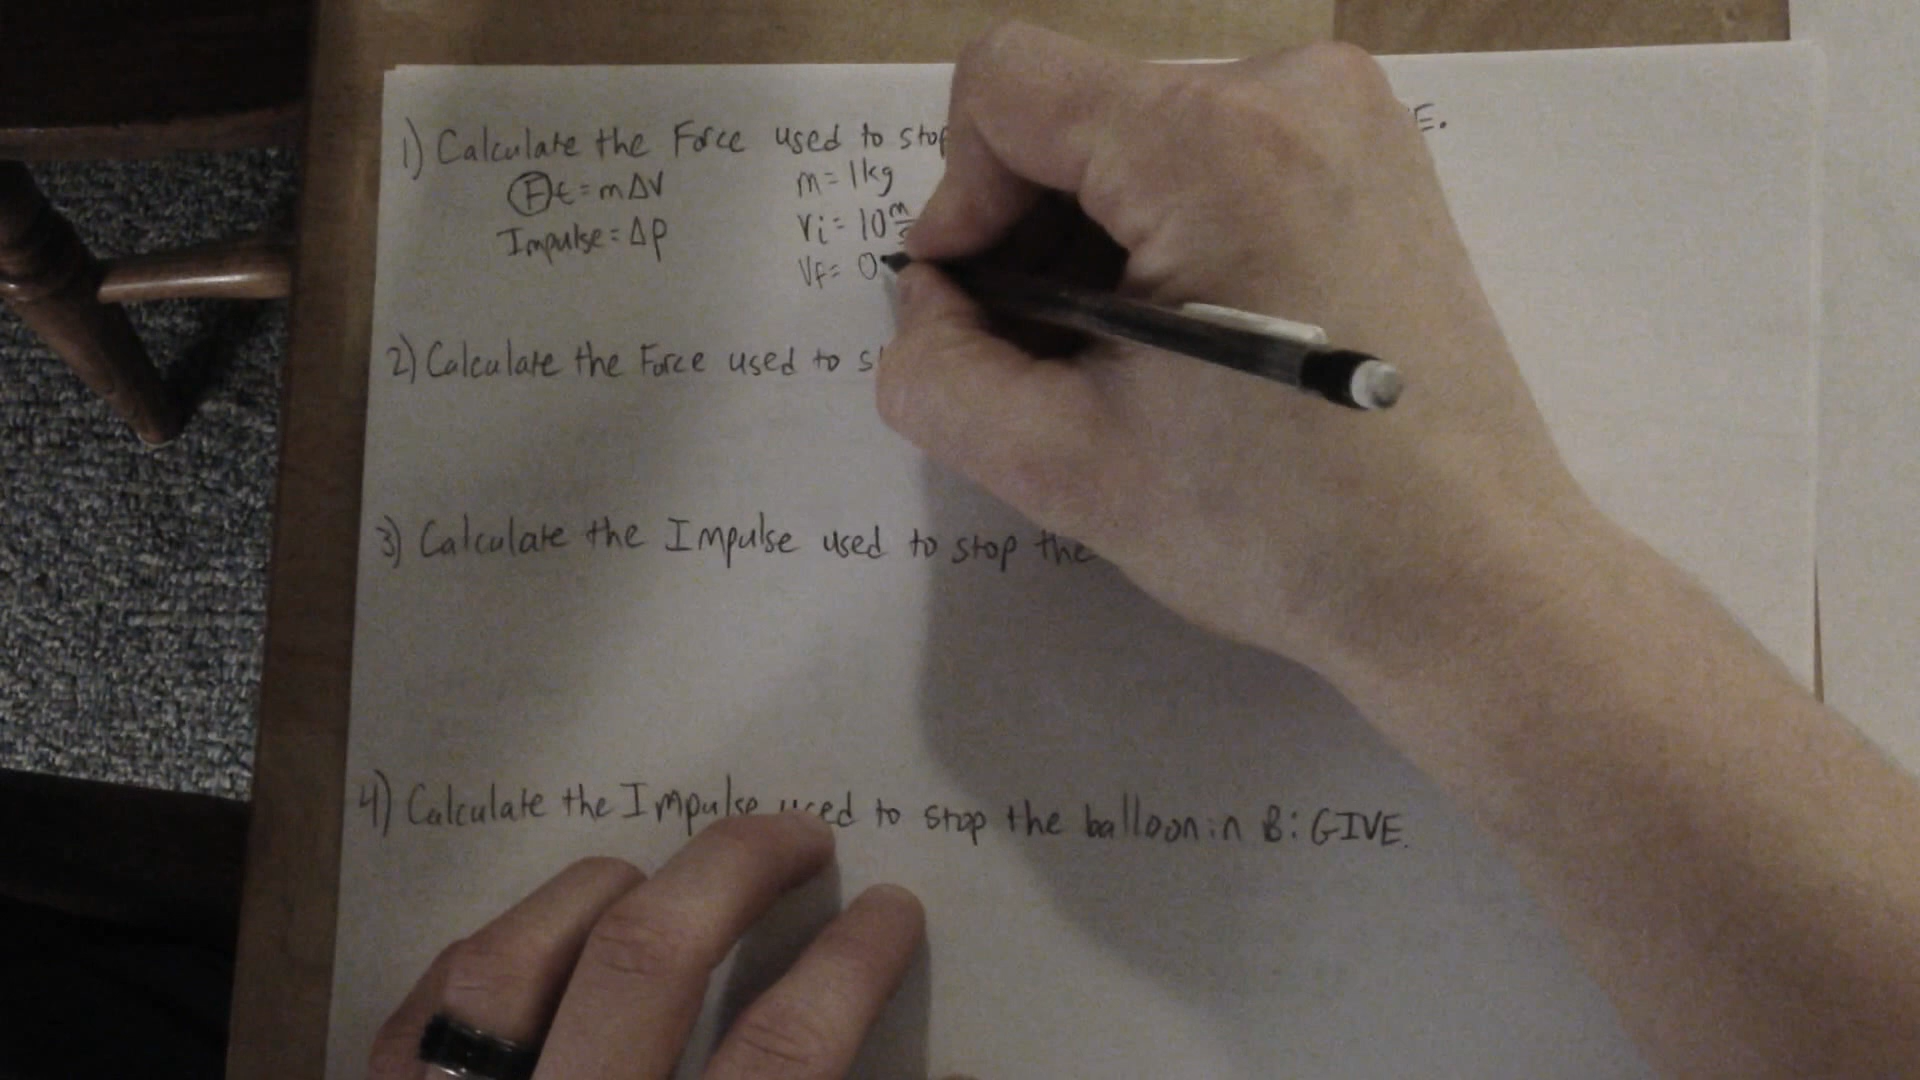 1) Calculate the Force used to stop
E.
Ft = mΔV
m = 1kg
Impulse = Δp
Vi = 10 m/s
Vf = 0
2) Calculate the Force used to
3) Calculate the Impulse used to stop the
4) Calculate the Impulse used to stop the balloon in B: GIVE.